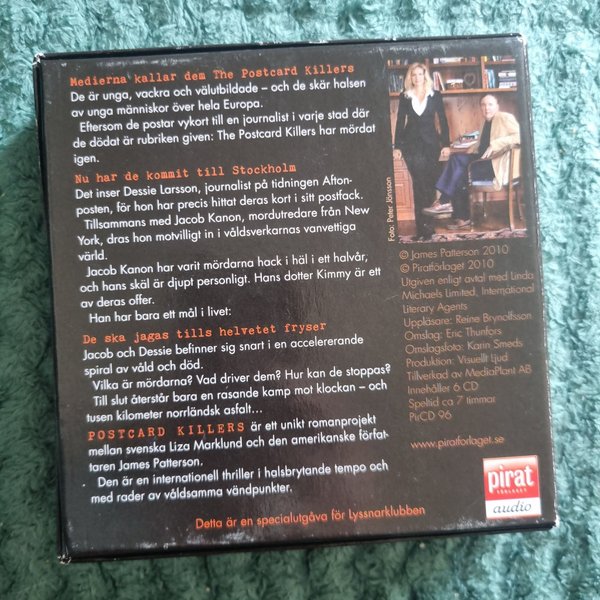 Medierna kallar dem The Postcard Killers
De är unga, vackra och välutbildade – och de skär halsen
av unga människor över hela Europa.
Eftersom de postar vykort till en journalist i varje stad där
de dödat är rubriken given: The Postcard Killers har mördat
igen.
Nu har de kommit till Stockholm
Det inser Dessie Larsson, journalist på tidningen Afton-
posten, för hon har precis hittat deras kort i sitt postfack.
Tillsammans med Jacob Kanon, mordutredare från New
York, dras hon motvilligt in i våldsverkarnas vanvettiga
värld.
Jacob Kanon har varit mördarna hack i häl i ett halvår,
och hans skäl är djupt personligt. Hans dotter Kimmy är ett
av deras offer.
Han har bara ett mål i livet:
De ska jagas tills helvetet fryser
Jacob och Dessie befinner sig snart i en accelererande
spiral av våld och död.
Vilka är mördarna? Vad driver dem? Hur kan de stoppas?
Till slut återstår bara en rasande kamp mot klockan – och
tusen kilometer norrländsk asfalt...
POSTCARD KILLERS är ett unikt romanprojekt
mellan svenska Liza Marklund och den amerikanske förfat-
taren James Patterson.
Den är en internationell thriller i halsbrytande tempo och
med rader av våldsamma vändpunkter.
Detta är en specialutgåva för Lyssnarklubben
Foto: Peter Jönsson
© James Patterson 2010
© Piratförlaget 2010
Utgiven enligt avtal med Linda
Michaels Limited, International
Literary Agents
Uppläsare: Reine Brynolfsson
Omslag: Eric Thunfors
Omslagsfoto: Karin Smeds
Produktion: Visuellt Ljud
Tillverkad av MediaPlant AB
Innehåller 6 CD
Speltid ca 7 timmar
PirCD 96
www.piratforlaget.se
pirat
FÖRLAGET
audio